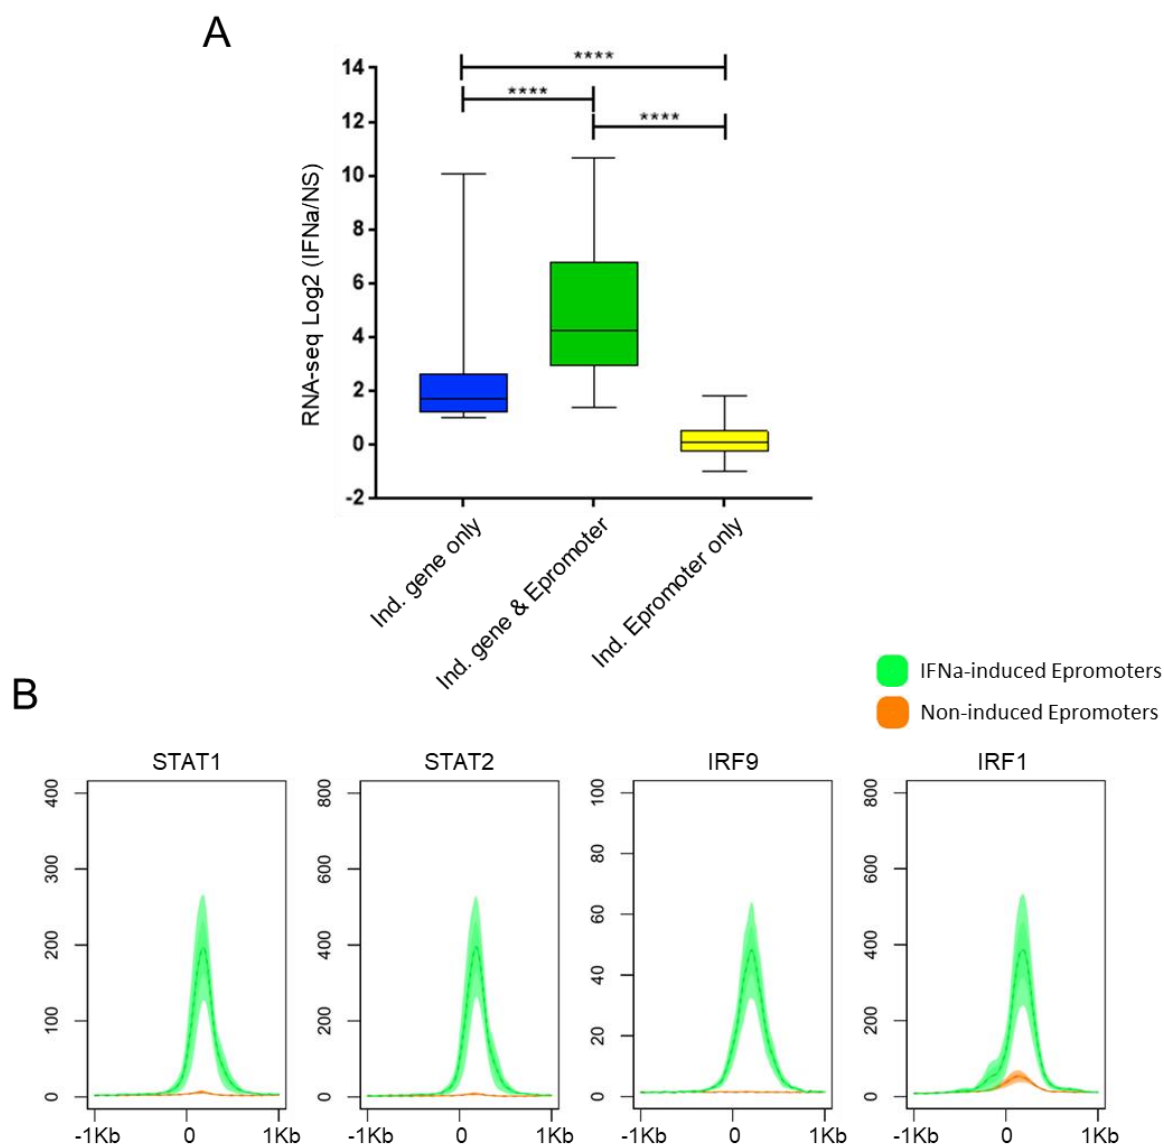 A
RNA-seq Log2 (IFNa/NS)
14
12
10
8
6
4
2
0
-2
****
****
****
Ind. gene only
Ind. gene & Epromoter
Ind. Epromoter only
B
IFNa-induced Epromoters
Non-induced Epromoters
STAT1
400
300
200
100
0
-1Kb 0 1Kb
STAT2
800
600
400
200
0
-1Kb 0 1Kb
IRF9
100
80
60
40
20
0
-1Kb 0 1Kb
IRF1
800
600
400
200
0
-1Kb 0 1Kb